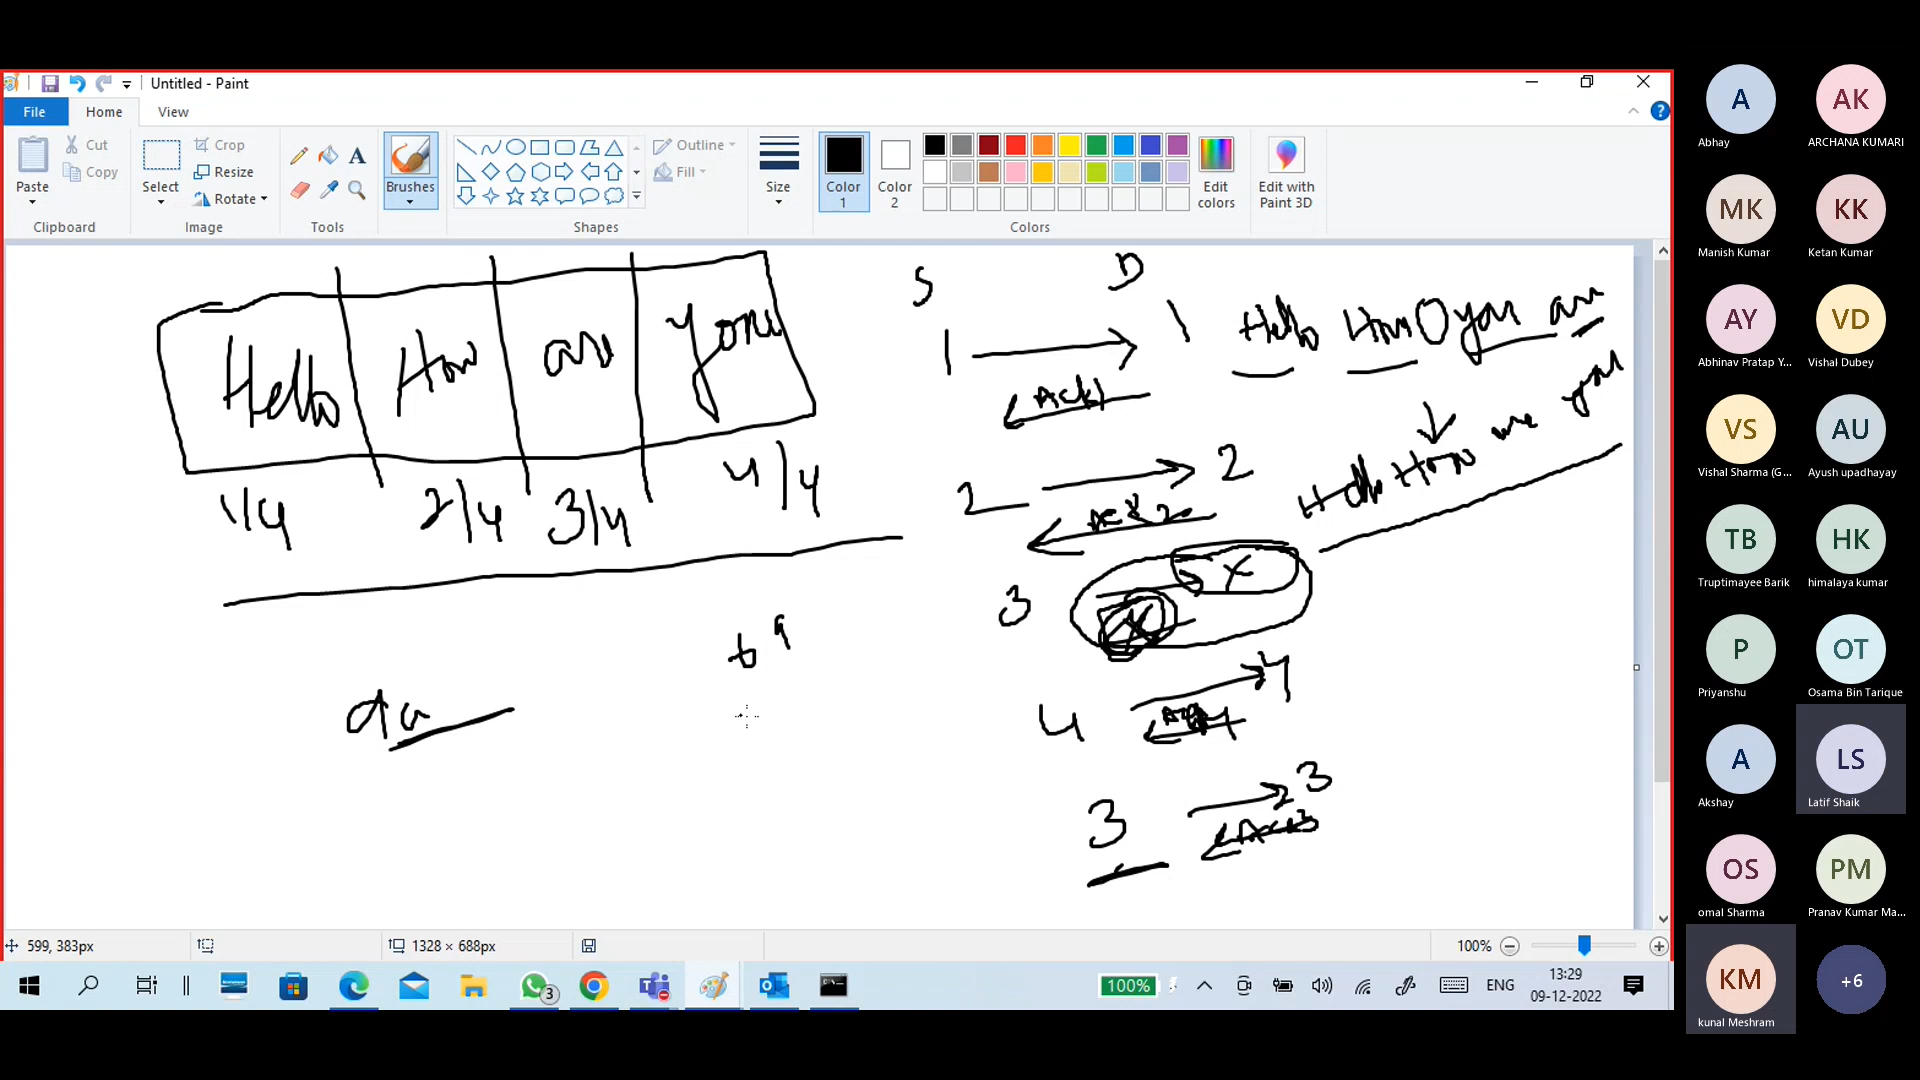 Untitled - Paint
File
Home
View
Paste
Cut
Copy
Clipboard
Select
Crop
Resize
Rotate
Image
Tools
Brushes
Outline
Fill
Shapes
Size
Color 1
Color 2
Edit colors
Edit with Paint 3D
Colors
Hello How are you
1/4 2/4 3/4 4/4
da
S D
1 1
ACK1
2 2
ACK2
3 X
X
4 4
3 3
ACK3
Hello How you are
Hello How are you
599, 383px
1328 × 688px
100%
3
100%
ENG
13:29
09-12-2022
A
Abhay
AK
ARCHANA KUMARI
MK
Manish Kumar
KK
Ketan Kumar
AY
Abhinav Pratap Y...
VD
Vishal Dubey
VS
Vishal Sharma (G...
AU
Ayush upadhayay
TB
Truptimayee Barik
HK
himalaya kumar
P
Priyanshu
OT
Osama Bin Tarique
A
Akshay
LS
Latif Shaik
OS
omal Sharma
PM
Pranav Kumar Ma...
KM
kunal Meshram
+6